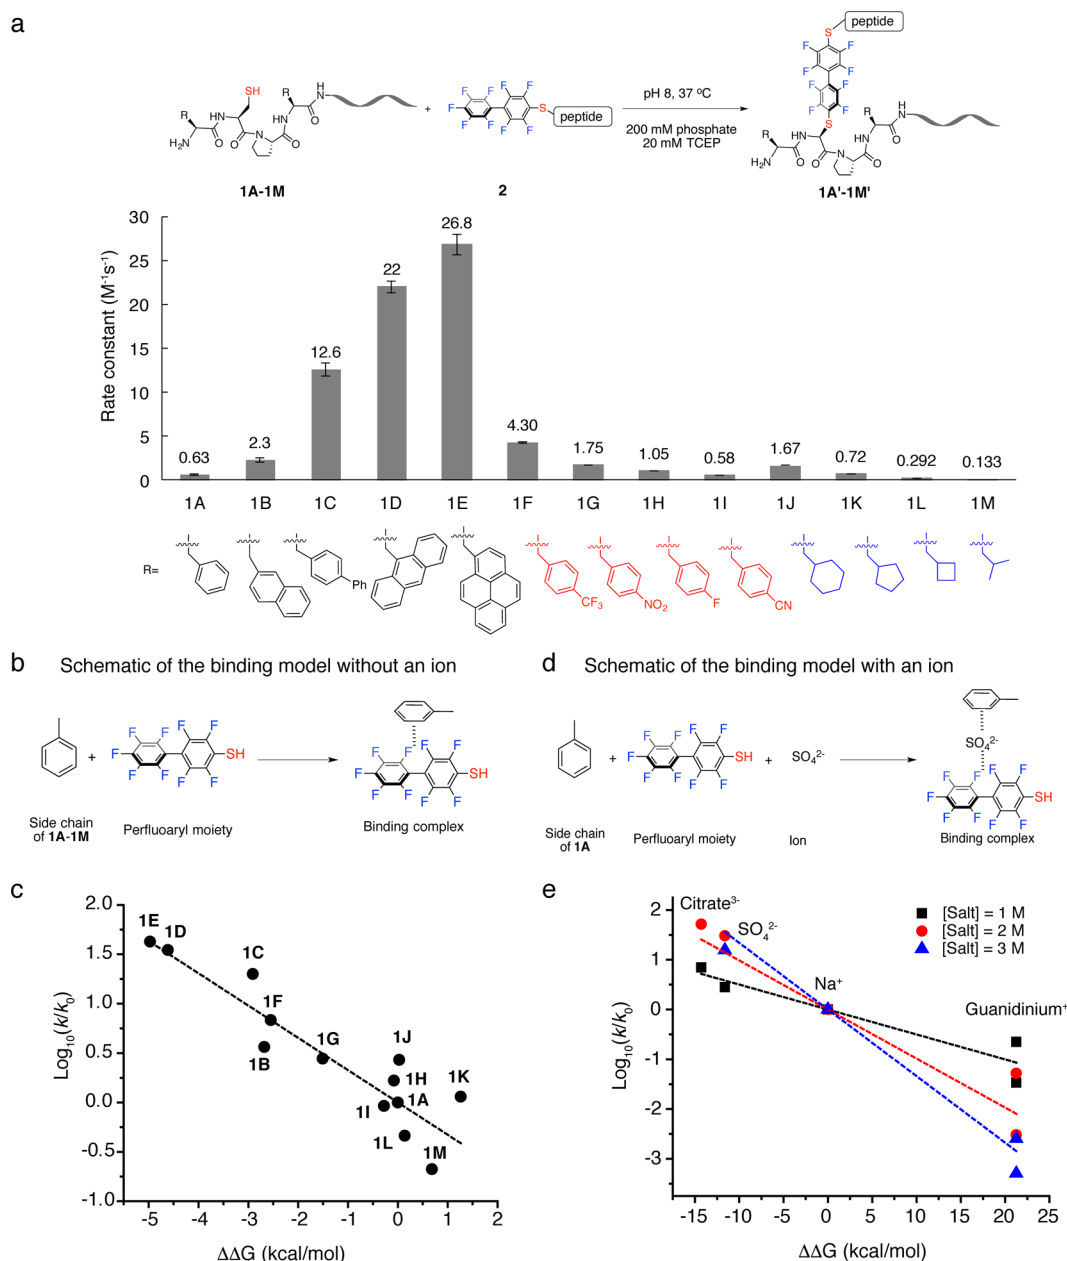 a
peptide
S
F F
F F
F F
F F
S
SH
R
H
N
O
HN
O
N
O
HN
R
H₂N
O
1A-1M
+
F F F F
F
F F F F
S
peptide
2
pH 8, 37 ºC
200 mM phosphate
20 mM TCEP
R
H
N
O
HN
O
N
O
HN
R
H₂N
O
1A'-1M'
Rate constant (M⁻¹s⁻¹)
30
25
20
15
10
5
0
0.63
2.3
12.6
22
26.8
4.30
1.75
1.05
0.58
1.67
0.72
0.292
0.133
1A 1B 1C 1D 1E 1F 1G 1H 1I 1J 1K 1L 1M
R=
Ph
CF₃
NO₂
F
CN
b Schematic of the binding model without an ion
+
F F F F
F SH
F F F F
F F F F
F SH
F F F F
Side chain
of 1A-1M
Perfluoaryl moiety
Binding complex
d Schematic of the binding model with an ion
+
F F F F
F SH
F F F F
+
SO₄²⁻
SO₄²⁻
F F F F
F SH
F F F F
Side chain
of 1A
Perfluoaryl moiety
Ion
Binding complex
c
Log₁₀(k/k₀)
2.0
1.5
1.0
0.5
0.0
-0.5
-1.0
1E
1D
1C
1F
1B
1G
1J
1H
1K
1A
1I
1L
1M
-5 -4 -3 -2 -1 0 1 2
ΔΔG (kcal/mol)
e
Log₁₀(k/k₀)
2
1
0
-1
-2
-3
Citrate³⁻
SO₄²⁻
Na⁺
Guanidinium⁺
[Salt] = 1 M
[Salt] = 2 M
[Salt] = 3 M
-15 -10 -5 0 5 10 15 20 25
ΔΔG (kcal/mol)